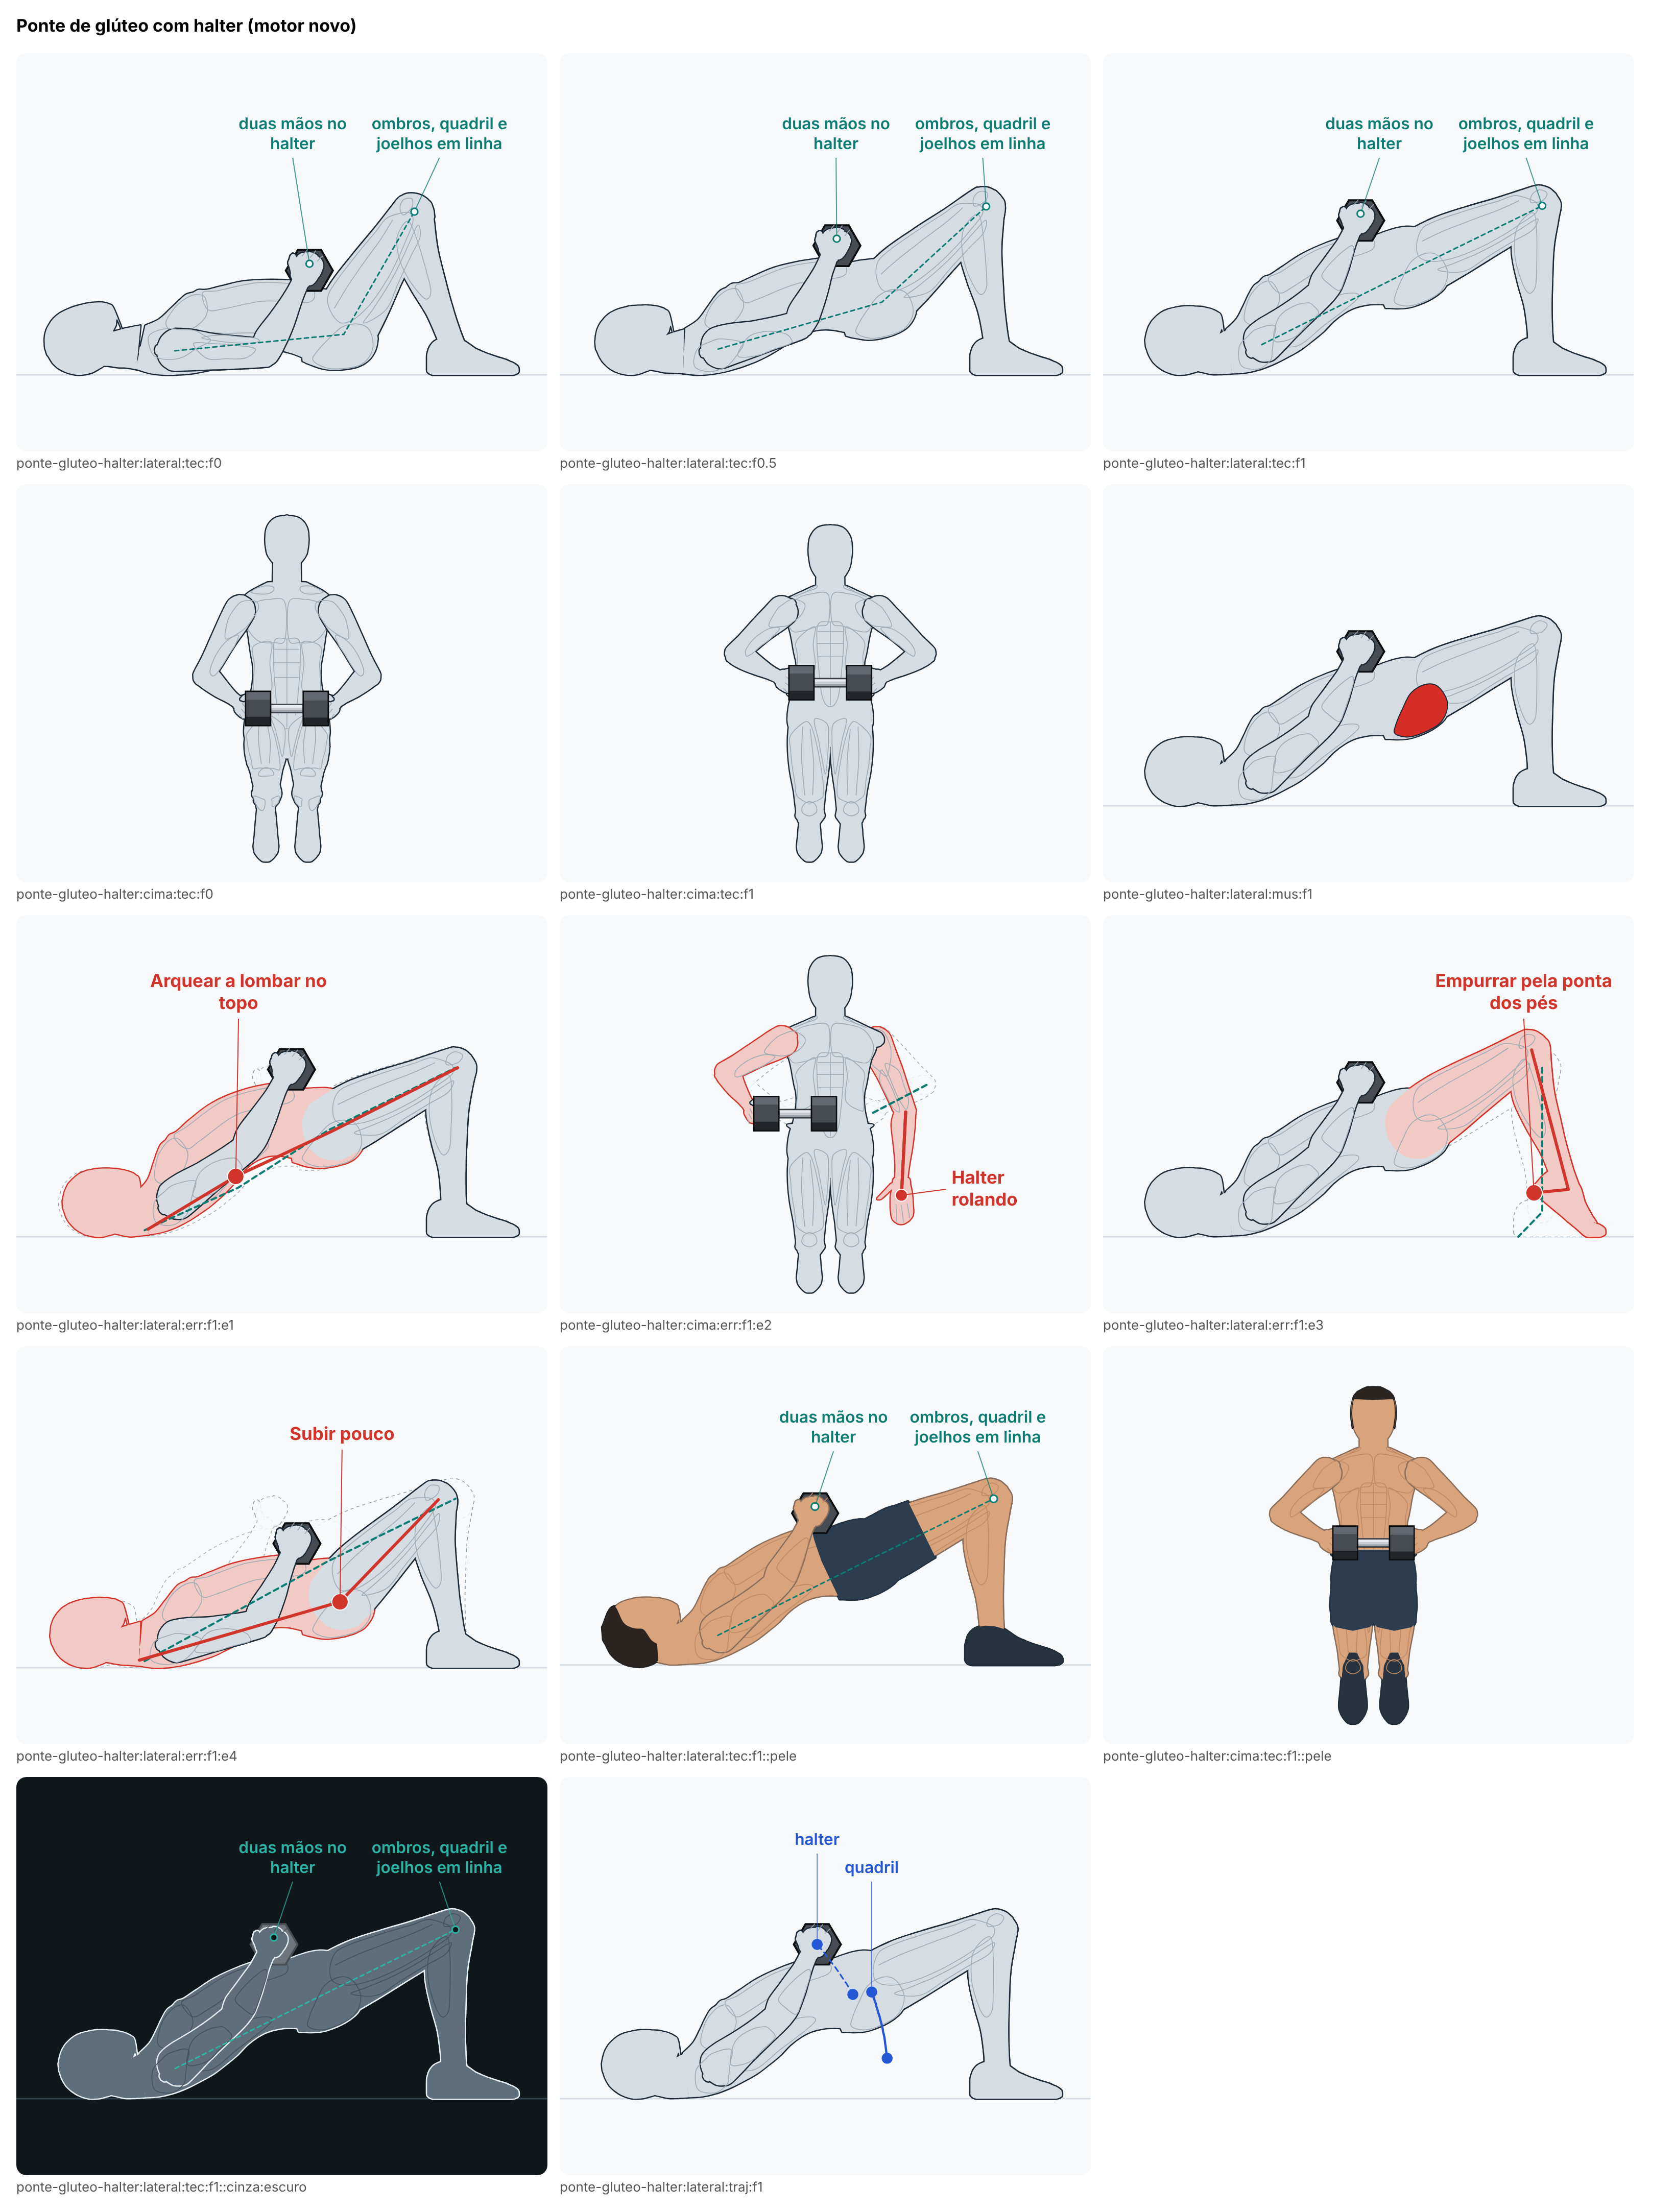 Ponte de glúteo com halter (motor novo)
duas mãos no
halter
ombros, quadril e
joelhos em linha
duas mãos no
halter
ombros, quadril e
joelhos em linha
duas mãos no
halter
ombros, quadril e
joelhos em linha
ponte-gluteo-halter:lateral:tec:f0
ponte-gluteo-halter:lateral:tec:f0.5
ponte-gluteo-halter:lateral:tec:f1
ponte-gluteo-halter:cima:tec:f0
ponte-gluteo-halter:cima:tec:f1
ponte-gluteo-halter:lateral:mus:f1
Arquear a lombar no
topo
Halter
rolando
Empurrar pela ponta
dos pés
ponte-gluteo-halter:lateral:err:f1:e1
ponte-gluteo-halter:cima:err:f1:e2
ponte-gluteo-halter:lateral:err:f1:e3
Subir pouco
duas mãos no
halter
ombros, quadril e
joelhos em linha
ponte-gluteo-halter:lateral:err:f1:e4
ponte-gluteo-halter:lateral:tec:f1::pele
ponte-gluteo-halter:cima:tec:f1::pele
duas mãos no
halter
ombros, quadril e
joelhos em linha
halter
quadril
ponte-gluteo-halter:lateral:tec:f1::cinza:escuro
ponte-gluteo-halter:lateral:traj:f1